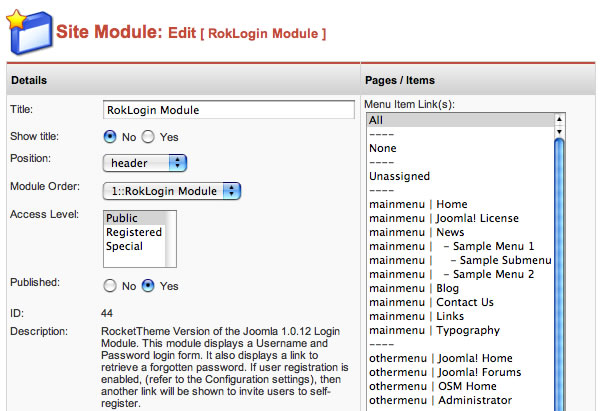 Site Module: Edit [ RokLogin Module ]
Details
Title: RokLogin Module
Show title: No Yes
Position: header
Module Order: 1::RokLogin Module
Access Level: Public
Registered
Special
Published: No Yes
ID: 44
Description: RocketTheme Version of the Joomla 1.0.12 Login
Module. This module displays a Username and
Password login form. It also displays a link to
retrieve a forgotten password. If user registration is
enabled, (refer to the Configuration settings), then
another link will be shown to invite users to self-
register.
Pages / Items
Menu Item Link(s):
All
----
None
----
Unassigned
----
mainmenu | Home
mainmenu | Joomla! License
mainmenu | News
mainmenu | - Sample Menu 1
mainmenu | - Sample Submenu
mainmenu | - Sample Menu 2
mainmenu | Blog
mainmenu | Contact Us
mainmenu | Links
mainmenu | Typography
----
othermenu | Joomla! Home
othermenu | Joomla! Forums
othermenu | OSM Home
othermenu | Administrator